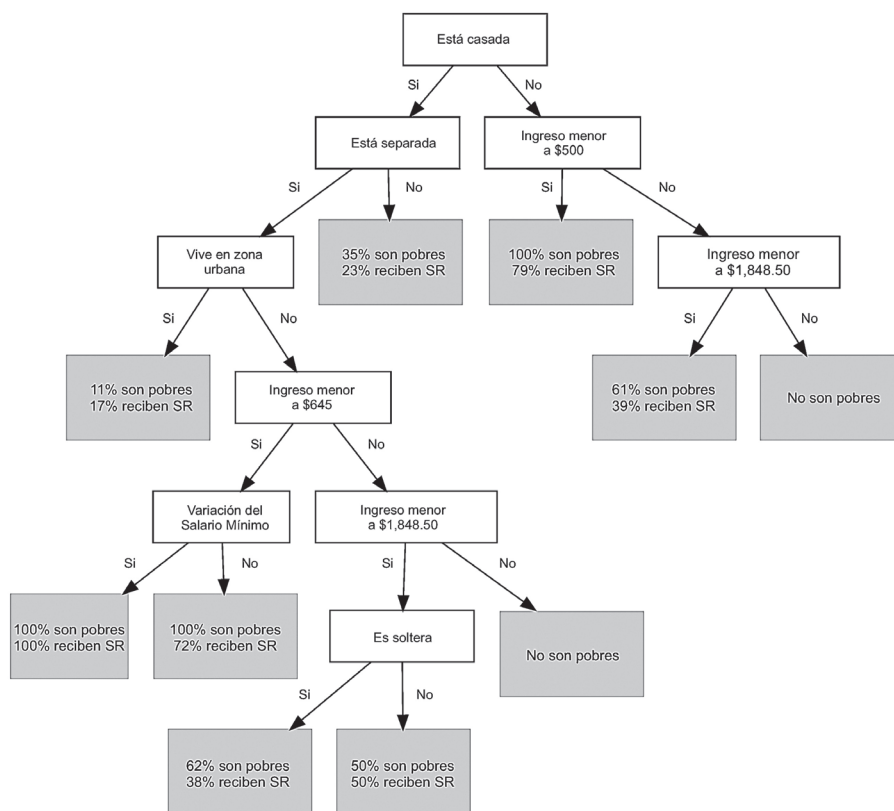 Está casada
Si
No
Está separada
Ingreso menor
a $500
Si
No
Si
No
Vive en zona
urbana
35% son pobres
23% reciben SR
100% son pobres
79% reciben SR
Ingreso menor
a $1,848.50
Si
No
Si
No
11% son pobres
17% reciben SR
Ingreso menor
a $645
61% son pobres
39% reciben SR
No son pobres
Si
No
Variación del
Salario Mínimo
Ingreso menor
a $1,848.50
Si
No
Si
No
100% son pobres
100% reciben SR
100% son pobres
72% reciben SR
Es soltera
No son pobres
Si
No
62% son pobres
38% reciben SR
50% son pobres
50% reciben SR